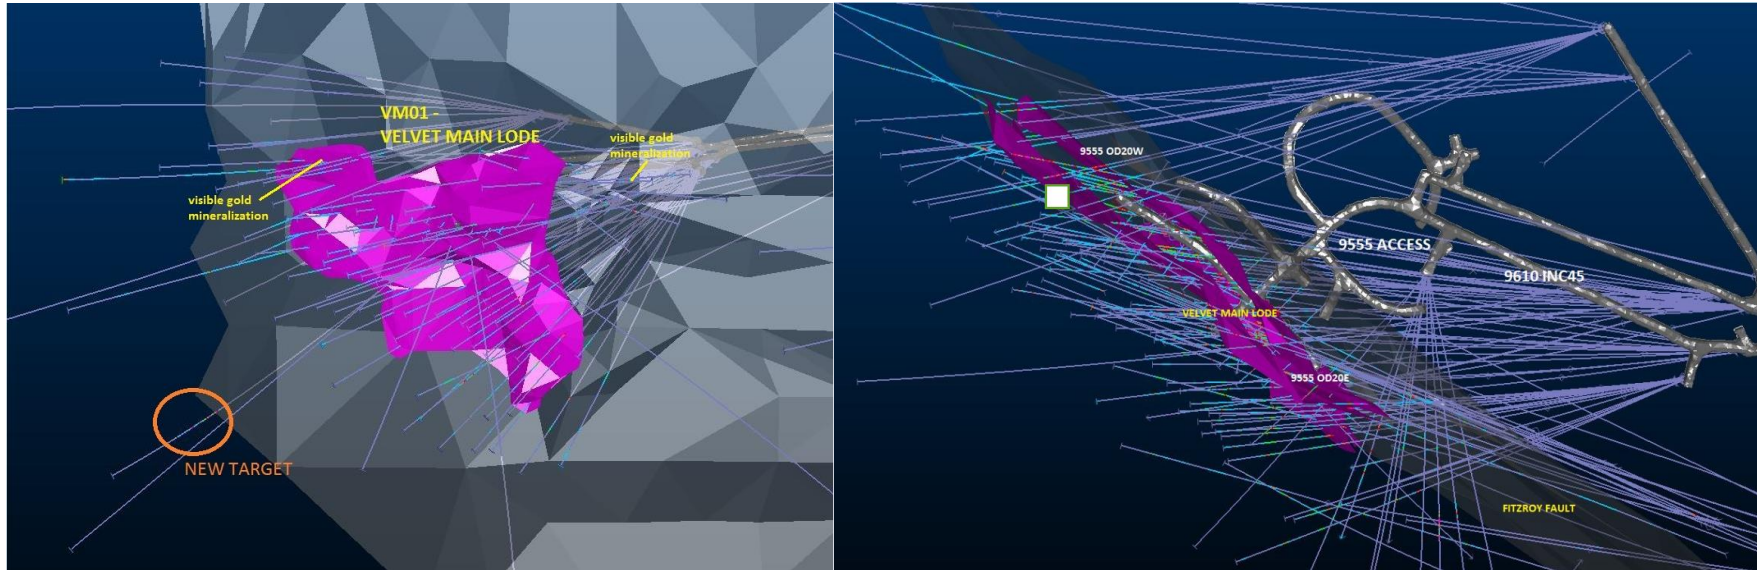 VM01 -
VELVET MAIN LODE
visible gold
mineralization
visible gold
mineralization
NEW TARGET
9555 OD20W
9555 ACCESS
9610 INC45
VELVET MAIN LODE
9555 OD20E
FITZROY FAULT